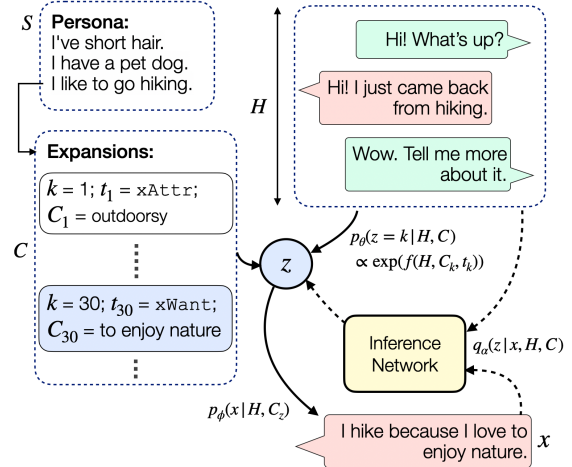 S
Persona:
I've short hair.
I have a pet dog.
I like to go hiking.
H
Hi! What's up?
Hi! I just came back
from hiking.
Wow. Tell me more
about it.
C
Expansions:
k = 1; t₁ = xAttr;
C₁ = outdoorsy
k = 30; t₃₀ = xWant;
C₃₀ = to enjoy nature
z
pθ(z = k | H, C)
∝ exp(f(H, Cₖ, tₖ))
Inference
Network
qα(z | x, H, C)
pϕ(x | H, C_z)
I hike because I love to
enjoy nature.
x